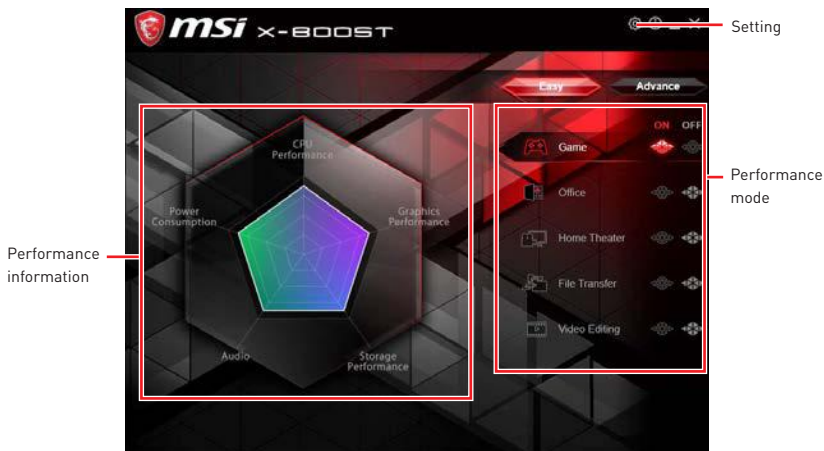 msi X-BOOST
Setting
Easy
Advance
ON OFF
CPU
Performance
Game
Performance
mode
Office
Power
Consumption
Graphics
Performance
Home Theater
Performance
information
File Transfer
Video Editing
Audio
Storage
Performance